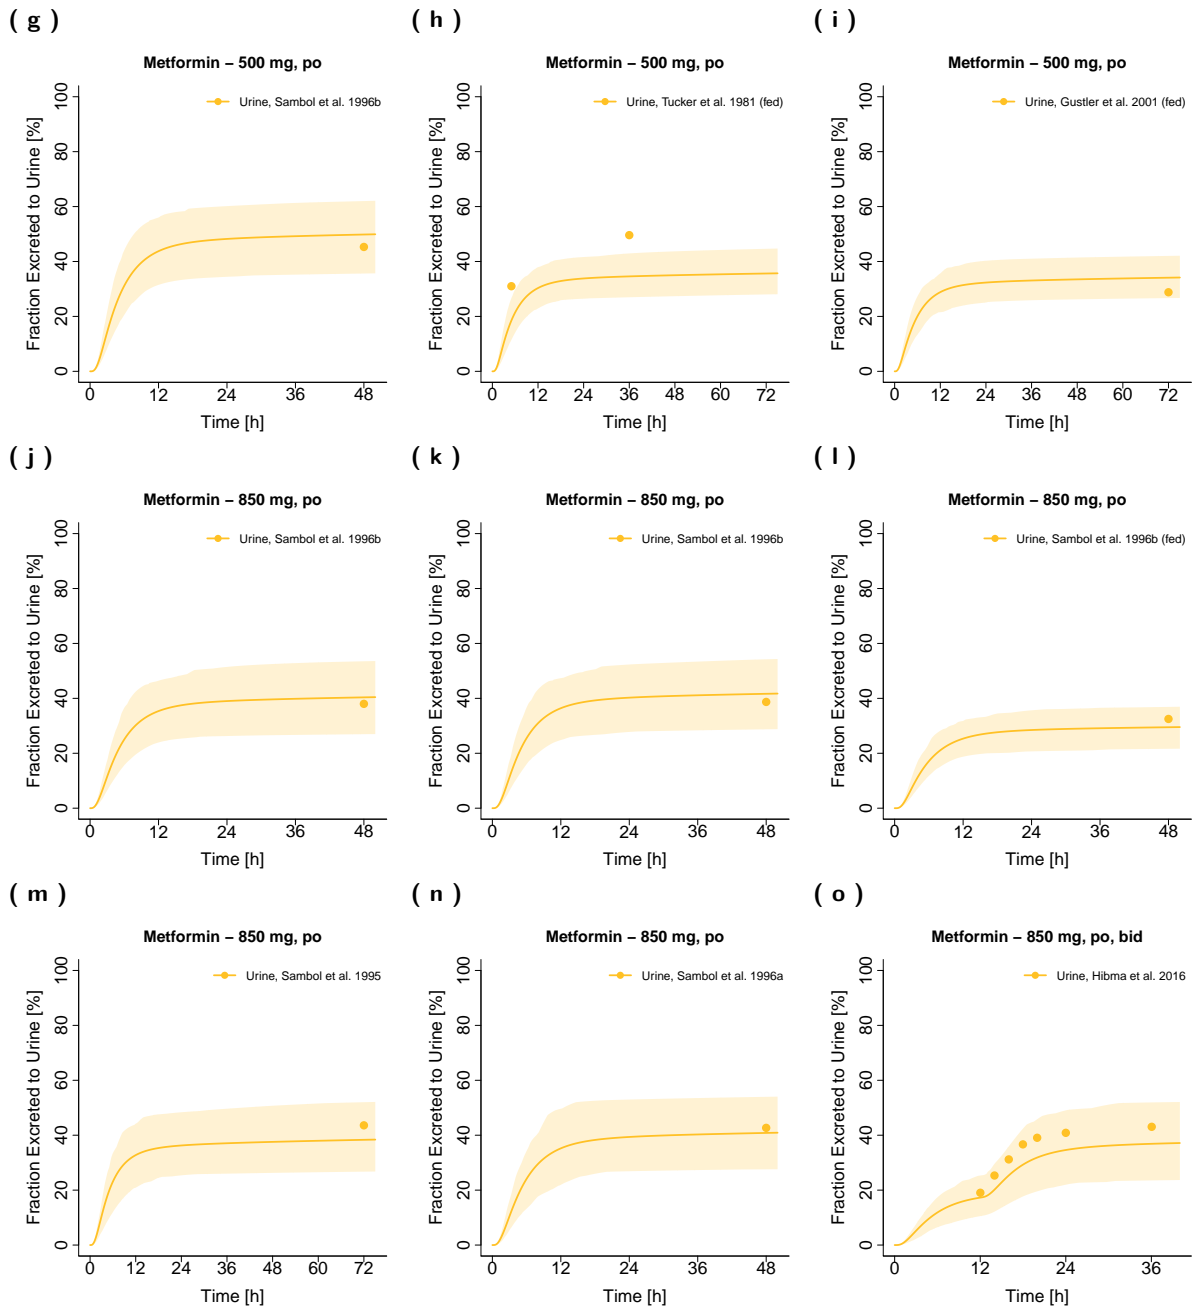 ( g )
Metformin – 500 mg, po
Urine, Sambol et al. 1996b
Fraction Excreted to Urine [%]
100
80
60
40
20
0
0 12 24 36 48
Time [h]
( h )
Metformin – 500 mg, po
Urine, Tucker et al. 1981 (fed)
Fraction Excreted to Urine [%]
100
80
60
40
20
0
0 12 24 36 48 60 72
Time [h]
( i )
Metformin – 500 mg, po
Urine, Gustler et al. 2001 (fed)
Fraction Excreted to Urine [%]
100
80
60
40
20
0
0 12 24 36 48 60 72
Time [h]
( j )
Metformin – 850 mg, po
Urine, Sambol et al. 1996b
Fraction Excreted to Urine [%]
100
80
60
40
20
0
0 12 24 36 48
Time [h]
( k )
Metformin – 850 mg, po
Urine, Sambol et al. 1996b
Fraction Excreted to Urine [%]
100
80
60
40
20
0
0 12 24 36 48
Time [h]
( l )
Metformin – 850 mg, po
Urine, Sambol et al. 1996b (fed)
Fraction Excreted to Urine [%]
100
80
60
40
20
0
0 12 24 36 48
Time [h]
( m )
Metformin – 850 mg, po
Urine, Sambol et al. 1995
Fraction Excreted to Urine [%]
100
80
60
40
20
0
0 12 24 36 48 60 72
Time [h]
( n )
Metformin – 850 mg, po
Urine, Sambol et al. 1996a
Fraction Excreted to Urine [%]
100
80
60
40
20
0
0 12 24 36 48
Time [h]
( o )
Metformin – 850 mg, po, bid
Urine, Hibma et al. 2016
Fraction Excreted to Urine [%]
100
80
60
40
20
0
0 12 24 36
Time [h]